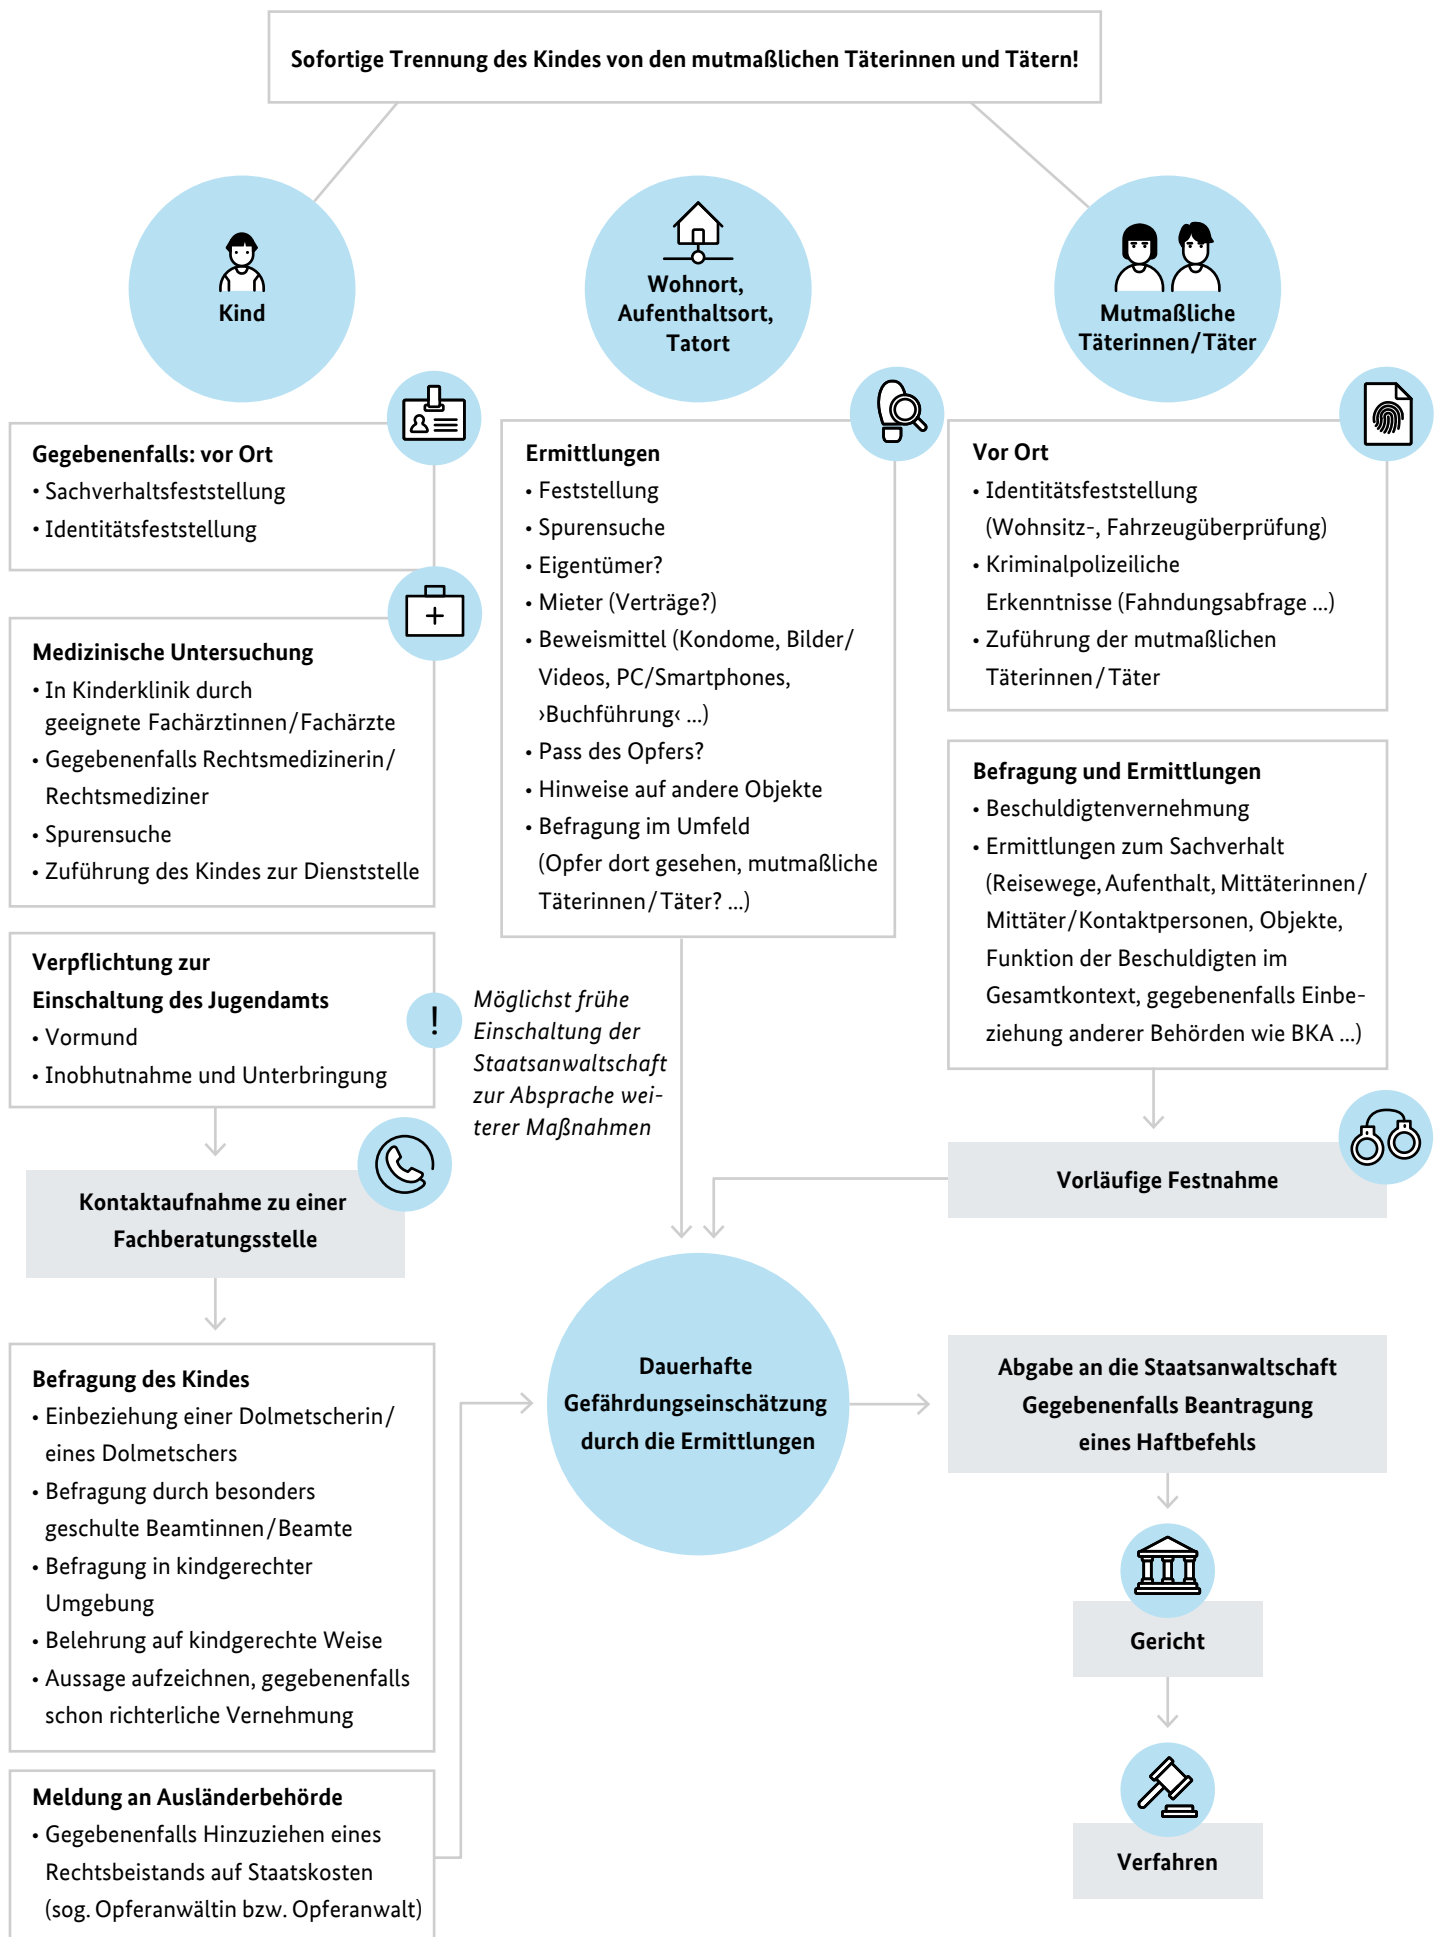 Sofortige Trennung des Kindes von den mutmaßlichen Täterinnen und Tätern!
Kind
Wohnort,
Aufenthaltsort,
Tatort
Mutmaßliche
Täterinnen/Täter
Gegebenenfalls: vor Ort
• Sachverhaltsfeststellung
• Identitätsfeststellung
Medizinische Untersuchung
• In Kinderklinik durch
geeignete Fachärztinnen/Fachärzte
• Gegebenenfalls Rechtsmedizinerin/
Rechtsmediziner
• Spurensuche
• Zuführung des Kindes zur Dienststelle
Verpflichtung zur
Einschaltung des Jugendamts
• Vormund
• Inobhutnahme und Unterbringung
!
Möglichst frühe
Einschaltung der
Staatsanwaltschaft
zur Absprache wei-
terer Maßnahmen
Kontaktaufnahme zu einer
Fachberatungsstelle
Befragung des Kindes
• Einbeziehung einer Dolmetscherin/
eines Dolmetschers
• Befragung durch besonders
geschulte Beamtinnen/Beamte
• Befragung in kindgerechter
Umgebung
• Belehrung auf kindgerechte Weise
• Aussage aufzeichnen, gegebenenfalls
schon richterliche Vernehmung
Meldung an Ausländerbehörde
• Gegebenenfalls Hinzuziehen eines
Rechtsbeistands auf Staatskosten
(sog. Opferanwältin bzw. Opferanwalt)
Ermittlungen
• Feststellung
• Spurensuche
• Eigentümer?
• Mieter (Verträge?)
• Beweismittel (Kondome, Bilder/
Videos, PC/Smartphones,
›Buchführung‹ ...)
• Pass des Opfers?
• Hinweise auf andere Objekte
• Befragung im Umfeld
(Opfer dort gesehen, mutmaßliche
Täterinnen/Täter? ...)
Vor Ort
• Identitätsfeststellung
(Wohnsitz-, Fahrzeugüberprüfung)
• Kriminalpolizeiliche
Erkenntnisse (Fahndungsabfrage ...)
• Zuführung der mutmaßlichen
Täterinnen/Täter
Befragung und Ermittlungen
• Beschuldigtenvernehmung
• Ermittlungen zum Sachverhalt
(Reisewege, Aufenthalt, Mittäterinnen/
Mittäter/Kontaktpersonen, Objekte,
Funktion der Beschuldigten im
Gesamtkontext, gegebenenfalls Einbe-
ziehung anderer Behörden wie BKA ...)
Vorläufige Festnahme
Dauerhafte
Gefährdungseinschätzung
durch die Ermittlungen
Abgabe an die Staatsanwaltschaft
Gegebenenfalls Beantragung
eines Haftbefehls
Gericht
Verfahren